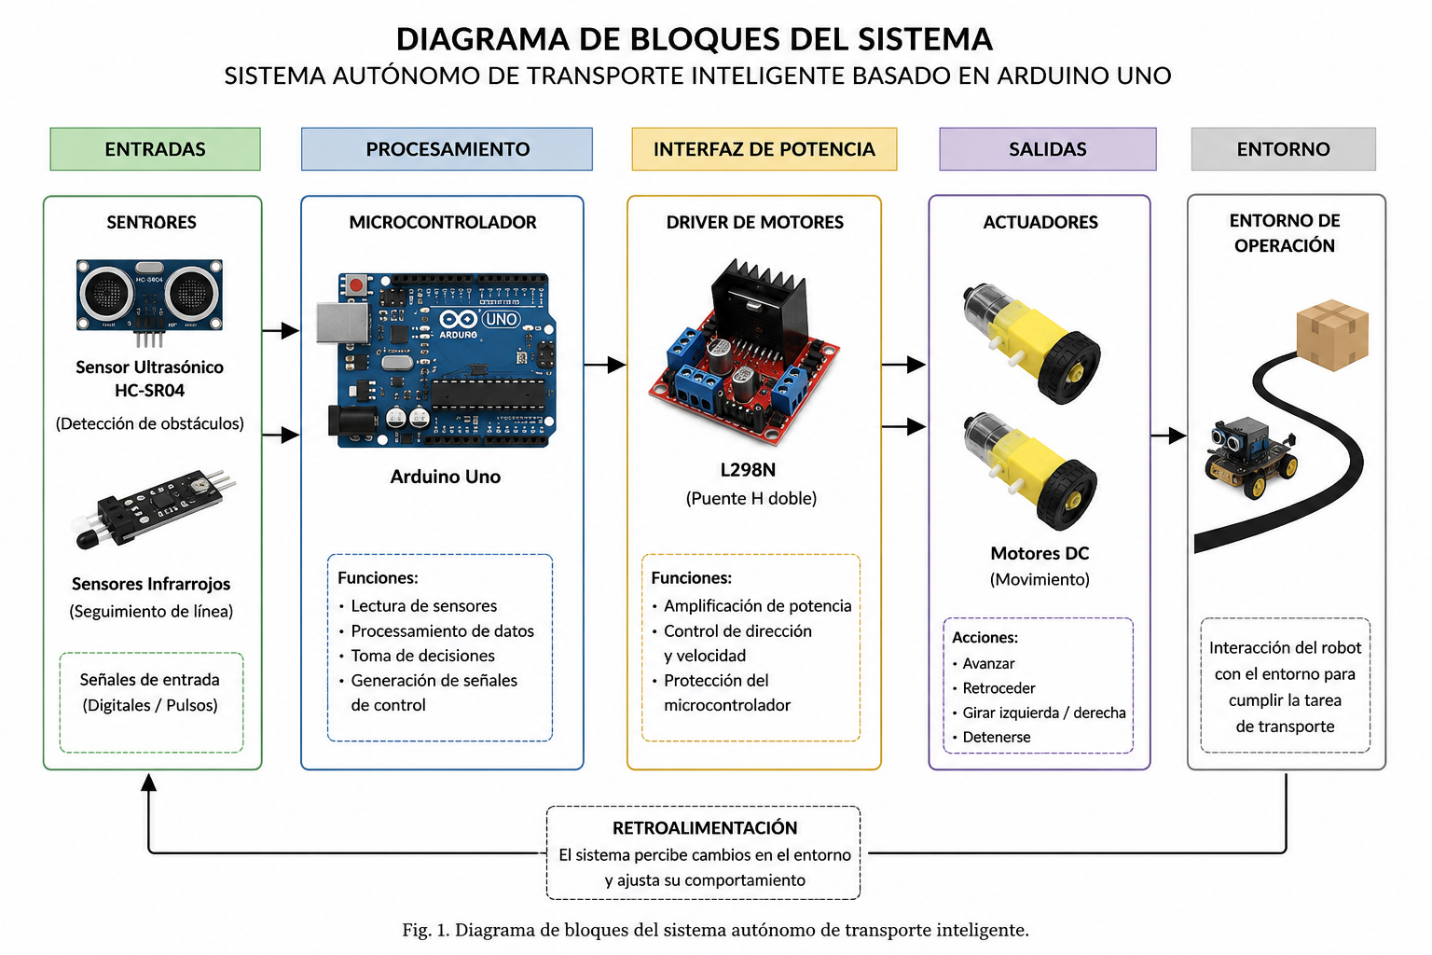 DIAGRAMA DE BLOQUES DEL SISTEMA
SISTEMA AUTÓNOMO DE TRANSPORTE INTELIGENTE BASADO EN ARDUINO UNO
ENTRADAS
SENTRORES
HC-SR04
Sensor Ultrasónico
HC-SR04
(Detección de obstáculos)
Sensores Infrarrojos
(Seguimiento de línea)
Señales de entrada
(Digitales / Pulsos)
PROCESAMIENTO
MICROCONTROLADOR
UNO
Arduino Uno
Funciones:
• Lectura de sensores
• Processamiento de datos
• Toma de decisiones
• Generación de señales
de control
INTERFAZ DE POTENCIA
DRIVER DE MOTORES
L298N
(Puente H doble)
Funciones:
• Amplificación de potencia
• Control de dirección
y velocidad
• Protección del
microcontrolador
SALIDAS
ACTUADORES
Motores DC
(Movimiento)
Acciones:
• Avanzar
• Retroceder
• Girar izquierda / derecha
• Detenerse
ENTORNO
ENTORNO DE
OPERACIÓN
Interacción del robot
con el entorno para
cumplir la tarea
de transporte
RETROALIMENTACIÓN
El sistema percibe cambios en el entorno
y ajusta su comportamiento
Fig. 1. Diagrama de bloques del sistema autónomo de transporte inteligente.